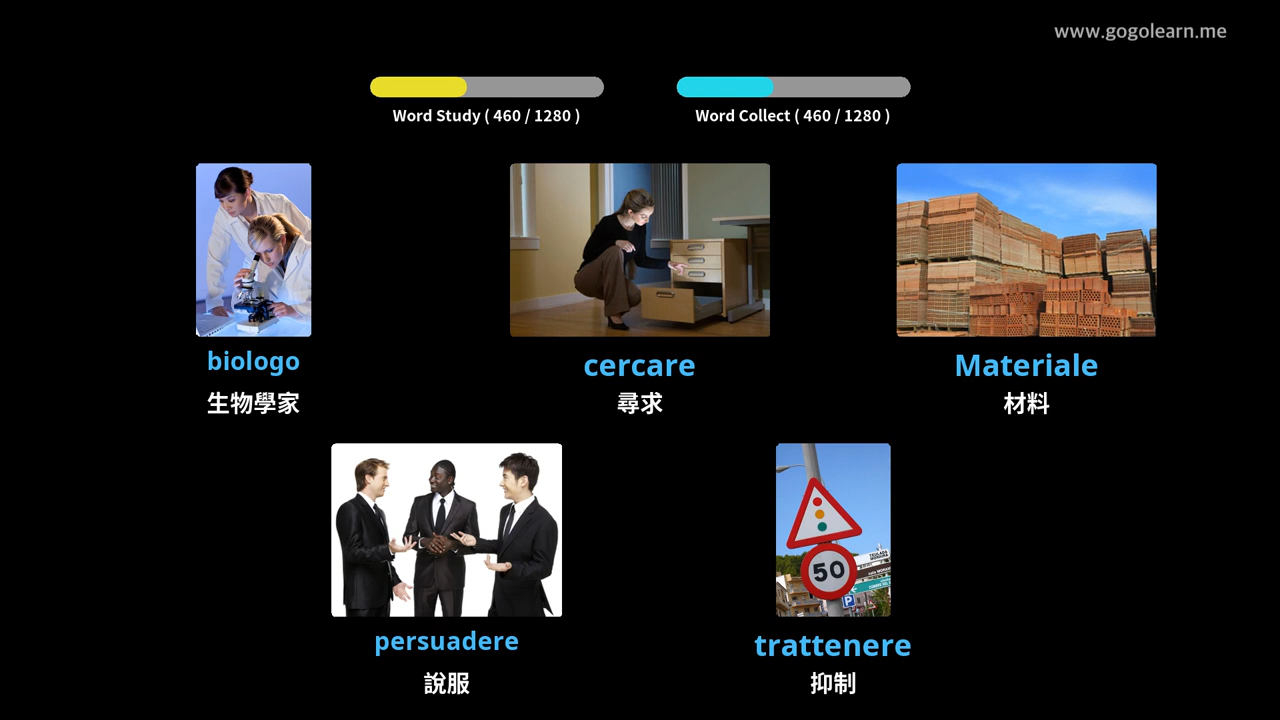 www.gogolearn.me
Word Study ( 460 / 1280 )
Word Collect ( 460 / 1280 )
biologo
cercare
Materiale
生物學家
尋求
材料
50
P
persuadere
trattenere
說服
抑制